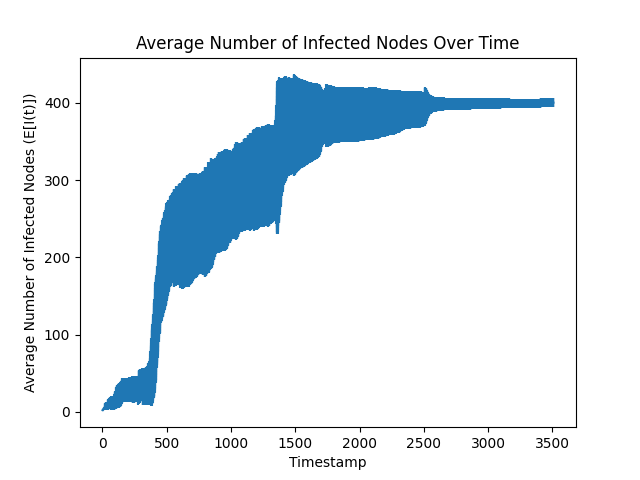 Average Number of Infected Nodes Over Time
Average Number of Infected Nodes (E[I(t)])
400
300
200
100
0
0 500 1000 1500 2000 2500 3000 3500
Timestamp